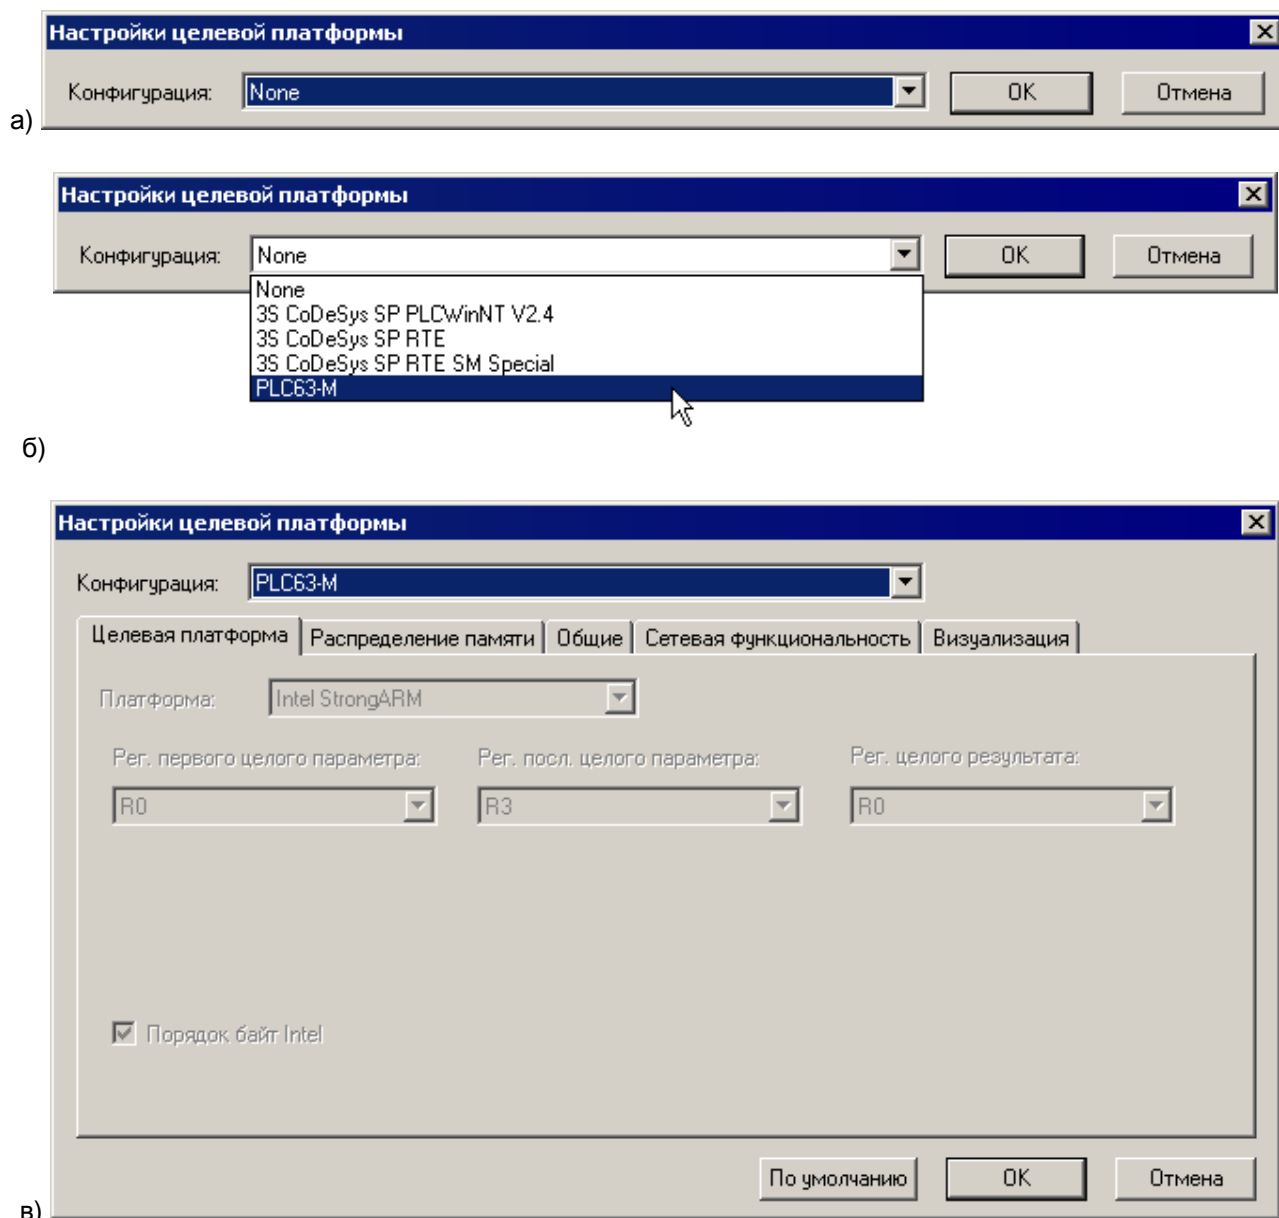 Настройки целевой платформы
Конфигурация: None OK Отмена
а)
Настройки целевой платформы
Конфигурация: None OK Отмена
None
3S CoDeSys SP PLCWinNT V2.4
3S CoDeSys SP RTE
3S CoDeSys SP RTE SM Special
PLC63-M
б)
Настройки целевой платформы
Конфигурация: PLC63-M
Целевая платформа Распределение памяти Общие Сетевая функциональность Визуализация
Платформа: Intel StrongARM
Рег. первого целого параметра: Рег. посл. целого параметра: Рег. целого результата:
R0 R3 R0
Порядок байт Intel
По умолчанию OK Отмена
в)